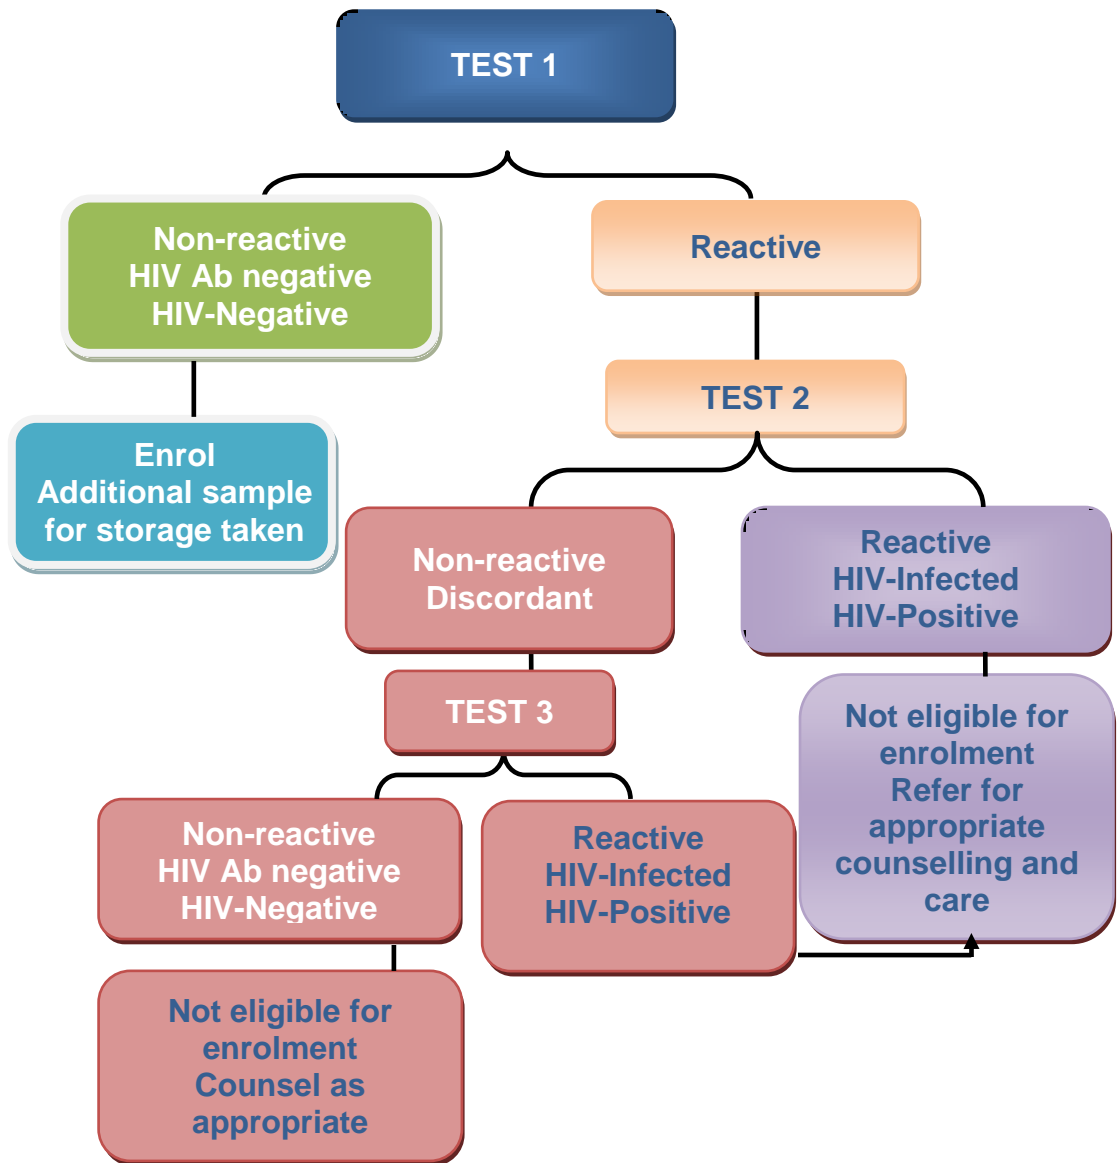 TEST 1
Non-reactive
HIV Ab negative
HIV-Negative
Reactive
Enrol
Additional sample
for storage taken
TEST 2
Non-reactive
Discordant
Reactive
HIV-Infected
HIV-Positive
TEST 3
Not eligible for
enrolment
Refer for
appropriate
counselling and
care
Non-reactive
HIV Ab negative
HIV-Negative
Reactive
HIV-Infected
HIV-Positive
Not eligible for
enrolment
Counsel as
appropriate